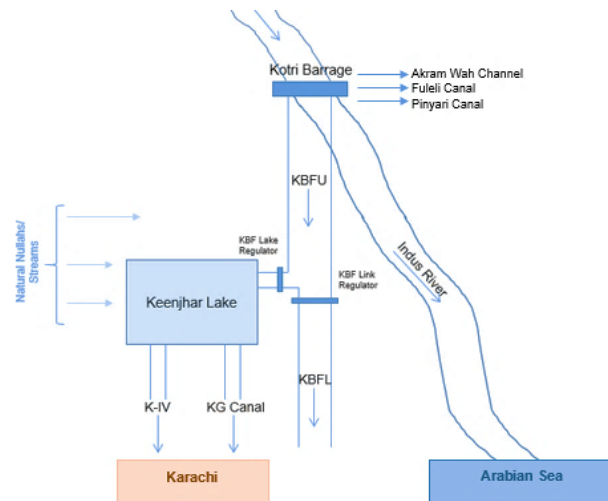 Kotri Barrage
Akram Wah Channel
Fuleli Canal
Pinyari Canal
KBFU
Natural Nullahs/
Streams
KBF Lake
Regulator
KBF Link
Regulator
Indus River
Keenjhar Lake
KBFL
K-IV
KG Canal
Karachi
Arabian Sea